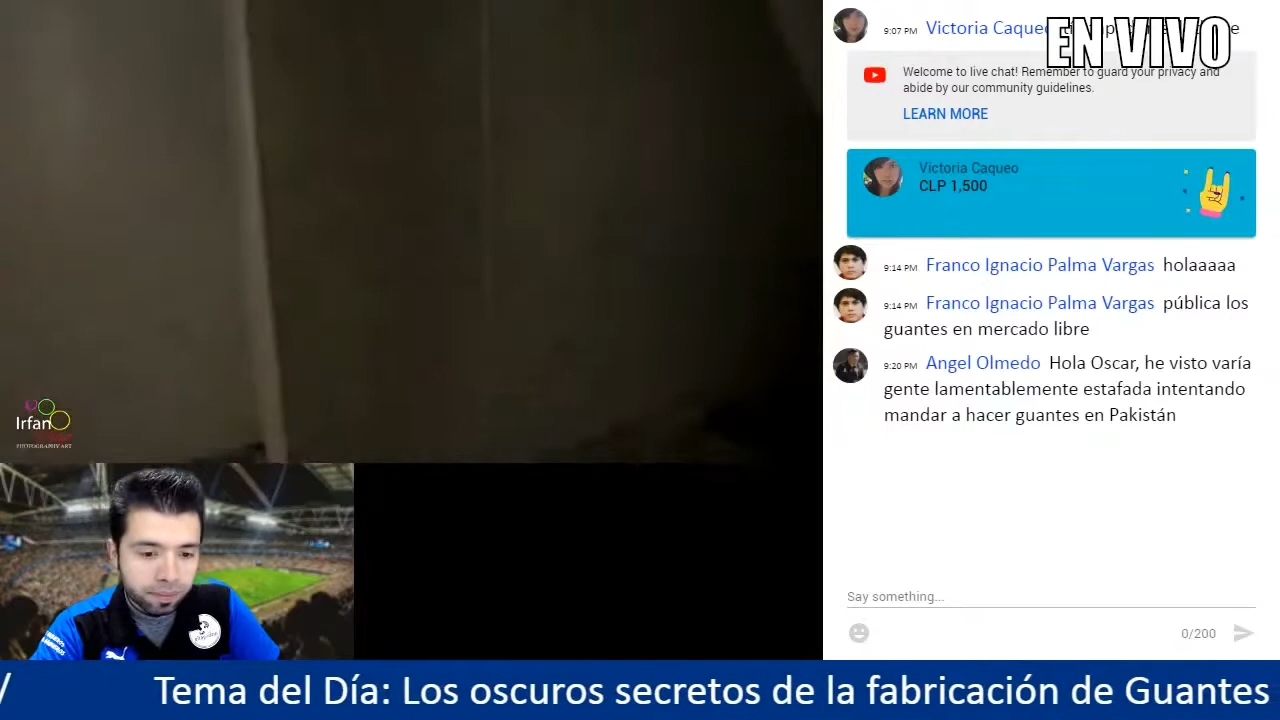 9:07 PM Victoria Caqueo
EN VIVO
Welcome to live chat! Remember to guard your privacy and
abide by our community guidelines.
LEARN MORE
Victoria Caqueo
CLP 1,500
9:14 PM Franco Ignacio Palma Vargas holaaaaa
9:14 PM Franco Ignacio Palma Vargas pública los
guantes en mercado libre
9:20 PM Angel Olmedo Hola Oscar, he visto varía
gente lamentablemente estafada intentando
mandar a hacer guantes en Pakistán
Say something...
0/200
Irfan
PHOTOGRAPHY ART
/ Tema del Día: Los oscuros secretos de la fabricación de Guantes